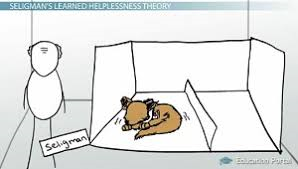 SELIGMAN'S LEARNED HELPLESSNESS THEORY
Seligman
Education Portal